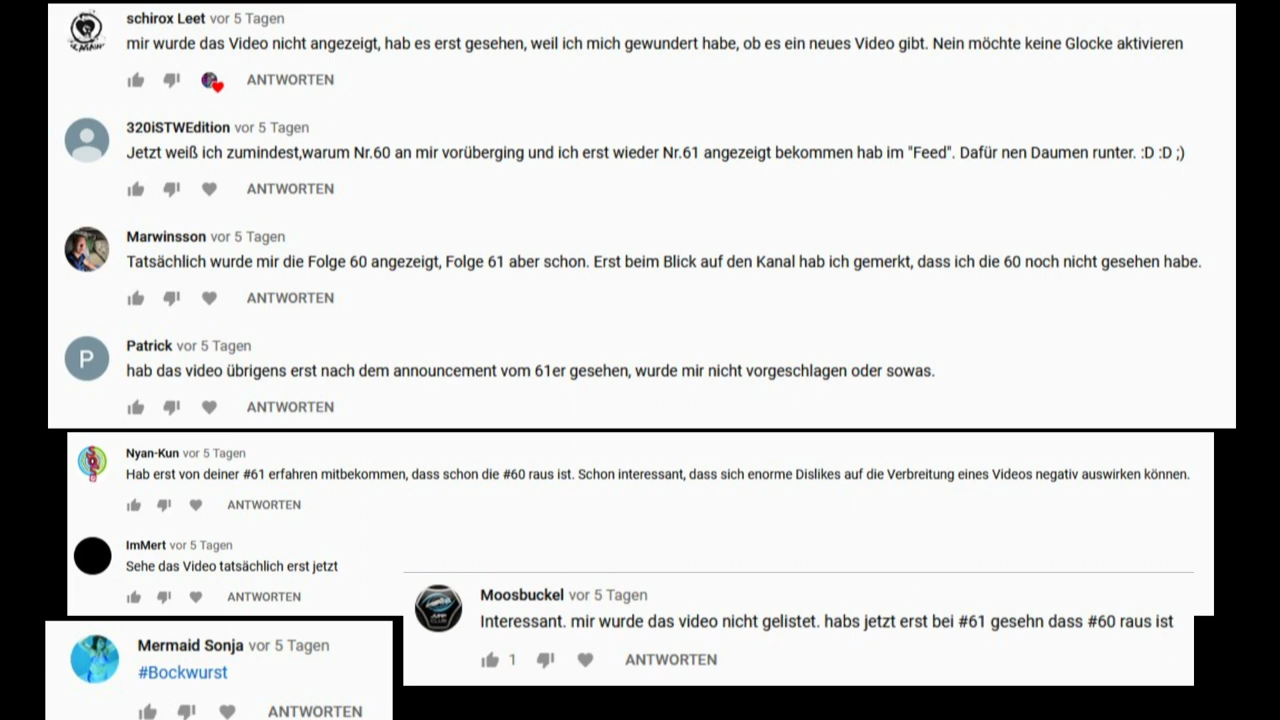 schirox Leet vor 5 Tagen
mir wurde das Video nicht angezeigt, hab es erst gesehen, weil ich mich gewundert habe, ob es ein neues Video gibt. Nein möchte keine Glocke aktivieren
ANTWORTEN
320iSTWEdition vor 5 Tagen
Jetzt weiß ich zumindest,warum Nr.60 an mir vorüberging und ich erst wieder Nr.61 angezeigt bekommen hab im "Feed". Dafür nen Daumen runter. :D :D ;)
ANTWORTEN
Marwinsson vor 5 Tagen
Tatsächlich wurde mir die Folge 60 angezeigt, Folge 61 aber schon. Erst beim Blick auf den Kanal hab ich gemerkt, dass ich die 60 noch nicht gesehen habe.
ANTWORTEN
P
Patrick vor 5 Tagen
hab das video übrigens erst nach dem announcement vom 61er gesehen, wurde mir nicht vorgeschlagen oder sowas.
ANTWORTEN
Nyan-Kun vor 5 Tagen
Hab erst von deiner #61 erfahren mitbekommen, dass schon die #60 raus ist. Schon interessant, dass sich enorme Dislikes auf die Verbreitung eines Videos negativ auswirken können.
ANTWORTEN
ImMert vor 5 Tagen
Sehe das Video tatsächlich erst jetzt
ANTWORTEN
Moosbuckel vor 5 Tagen
Interessant. mir wurde das video nicht gelistet. habs jetzt erst bei #61 gesehn dass #60 raus ist
1 ANTWORTEN
Mermaid Sonja vor 5 Tagen
#Bockwurst
ANTWORTEN